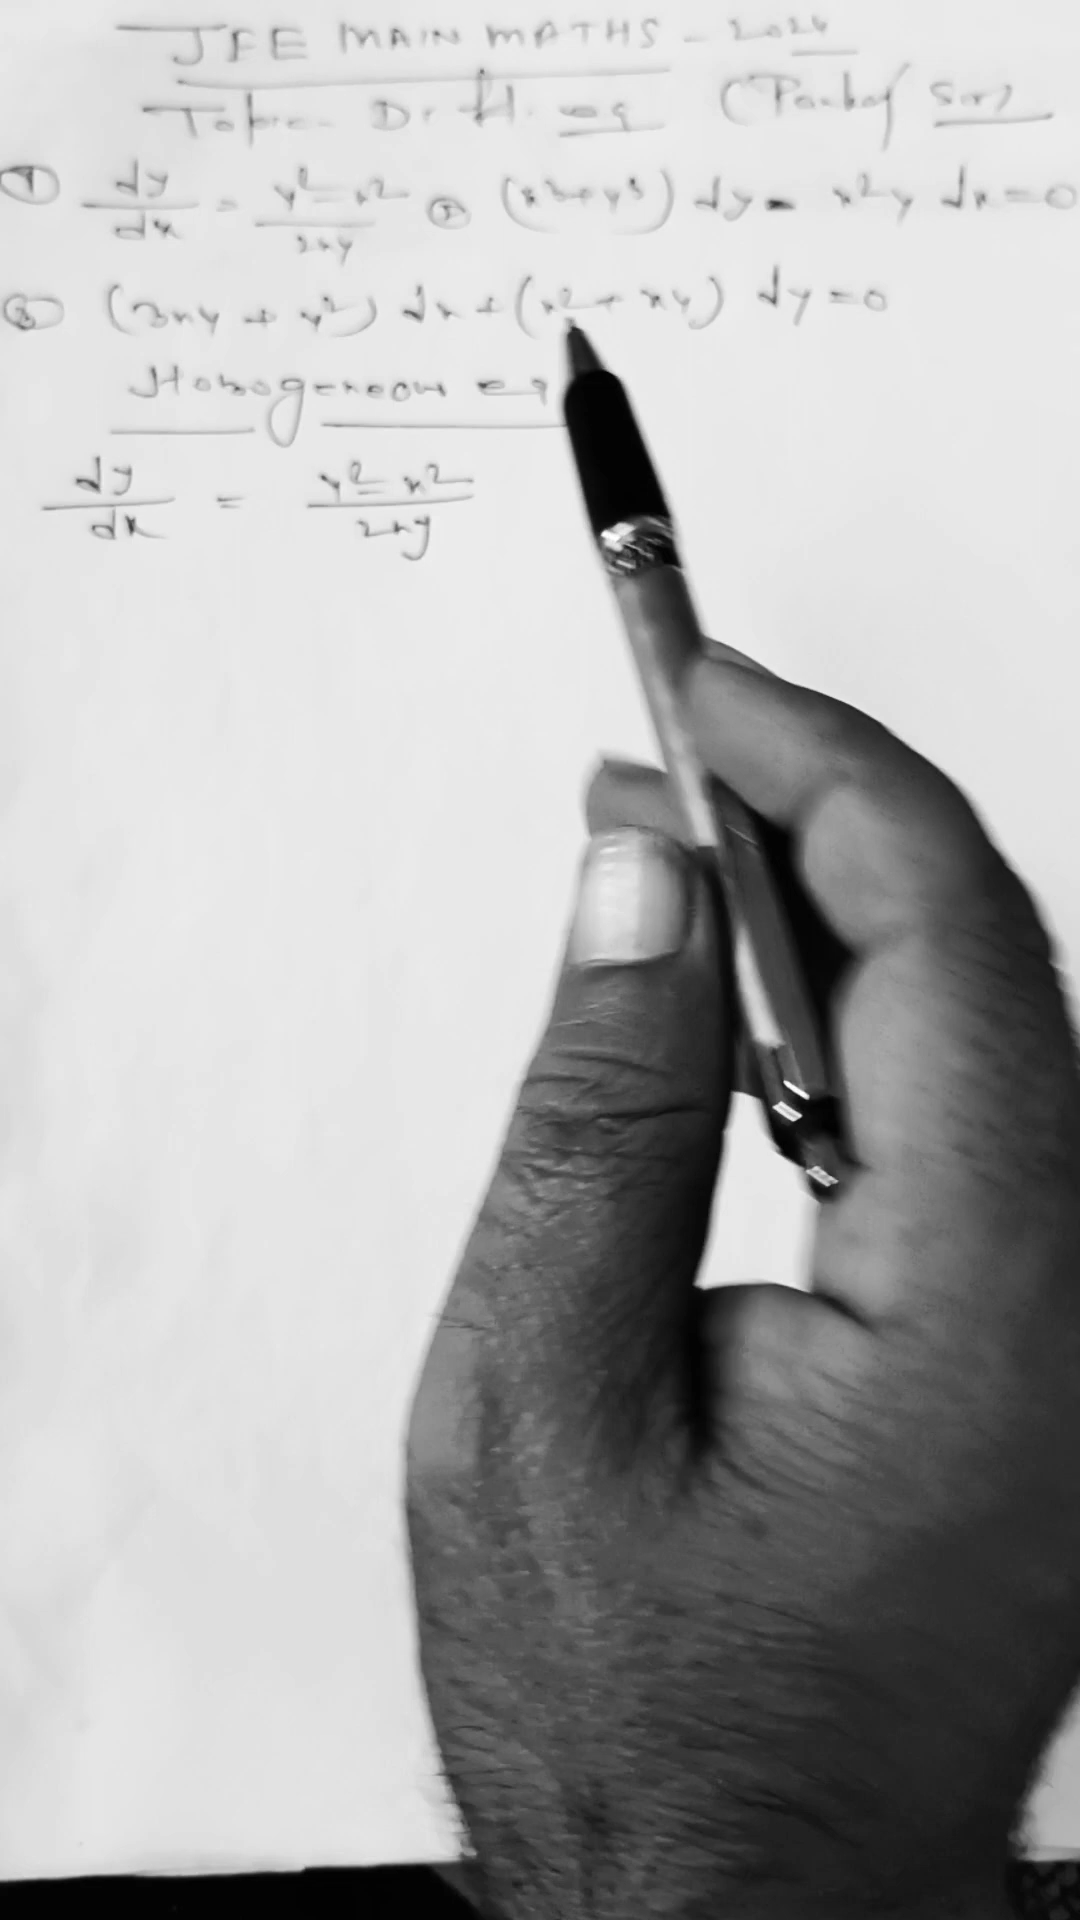 JEE MAIN MATHS - 2024
Topic - Diff. eq (Pankaj Sir)
① dy/dx = y²-x²/2xy ② (x³+y³) dy - x²y dx=0
③ (3xy + y²) dx + (x²+ xy) dy=0
Homogeneous eq
dy/dx = y²-x²/2xy